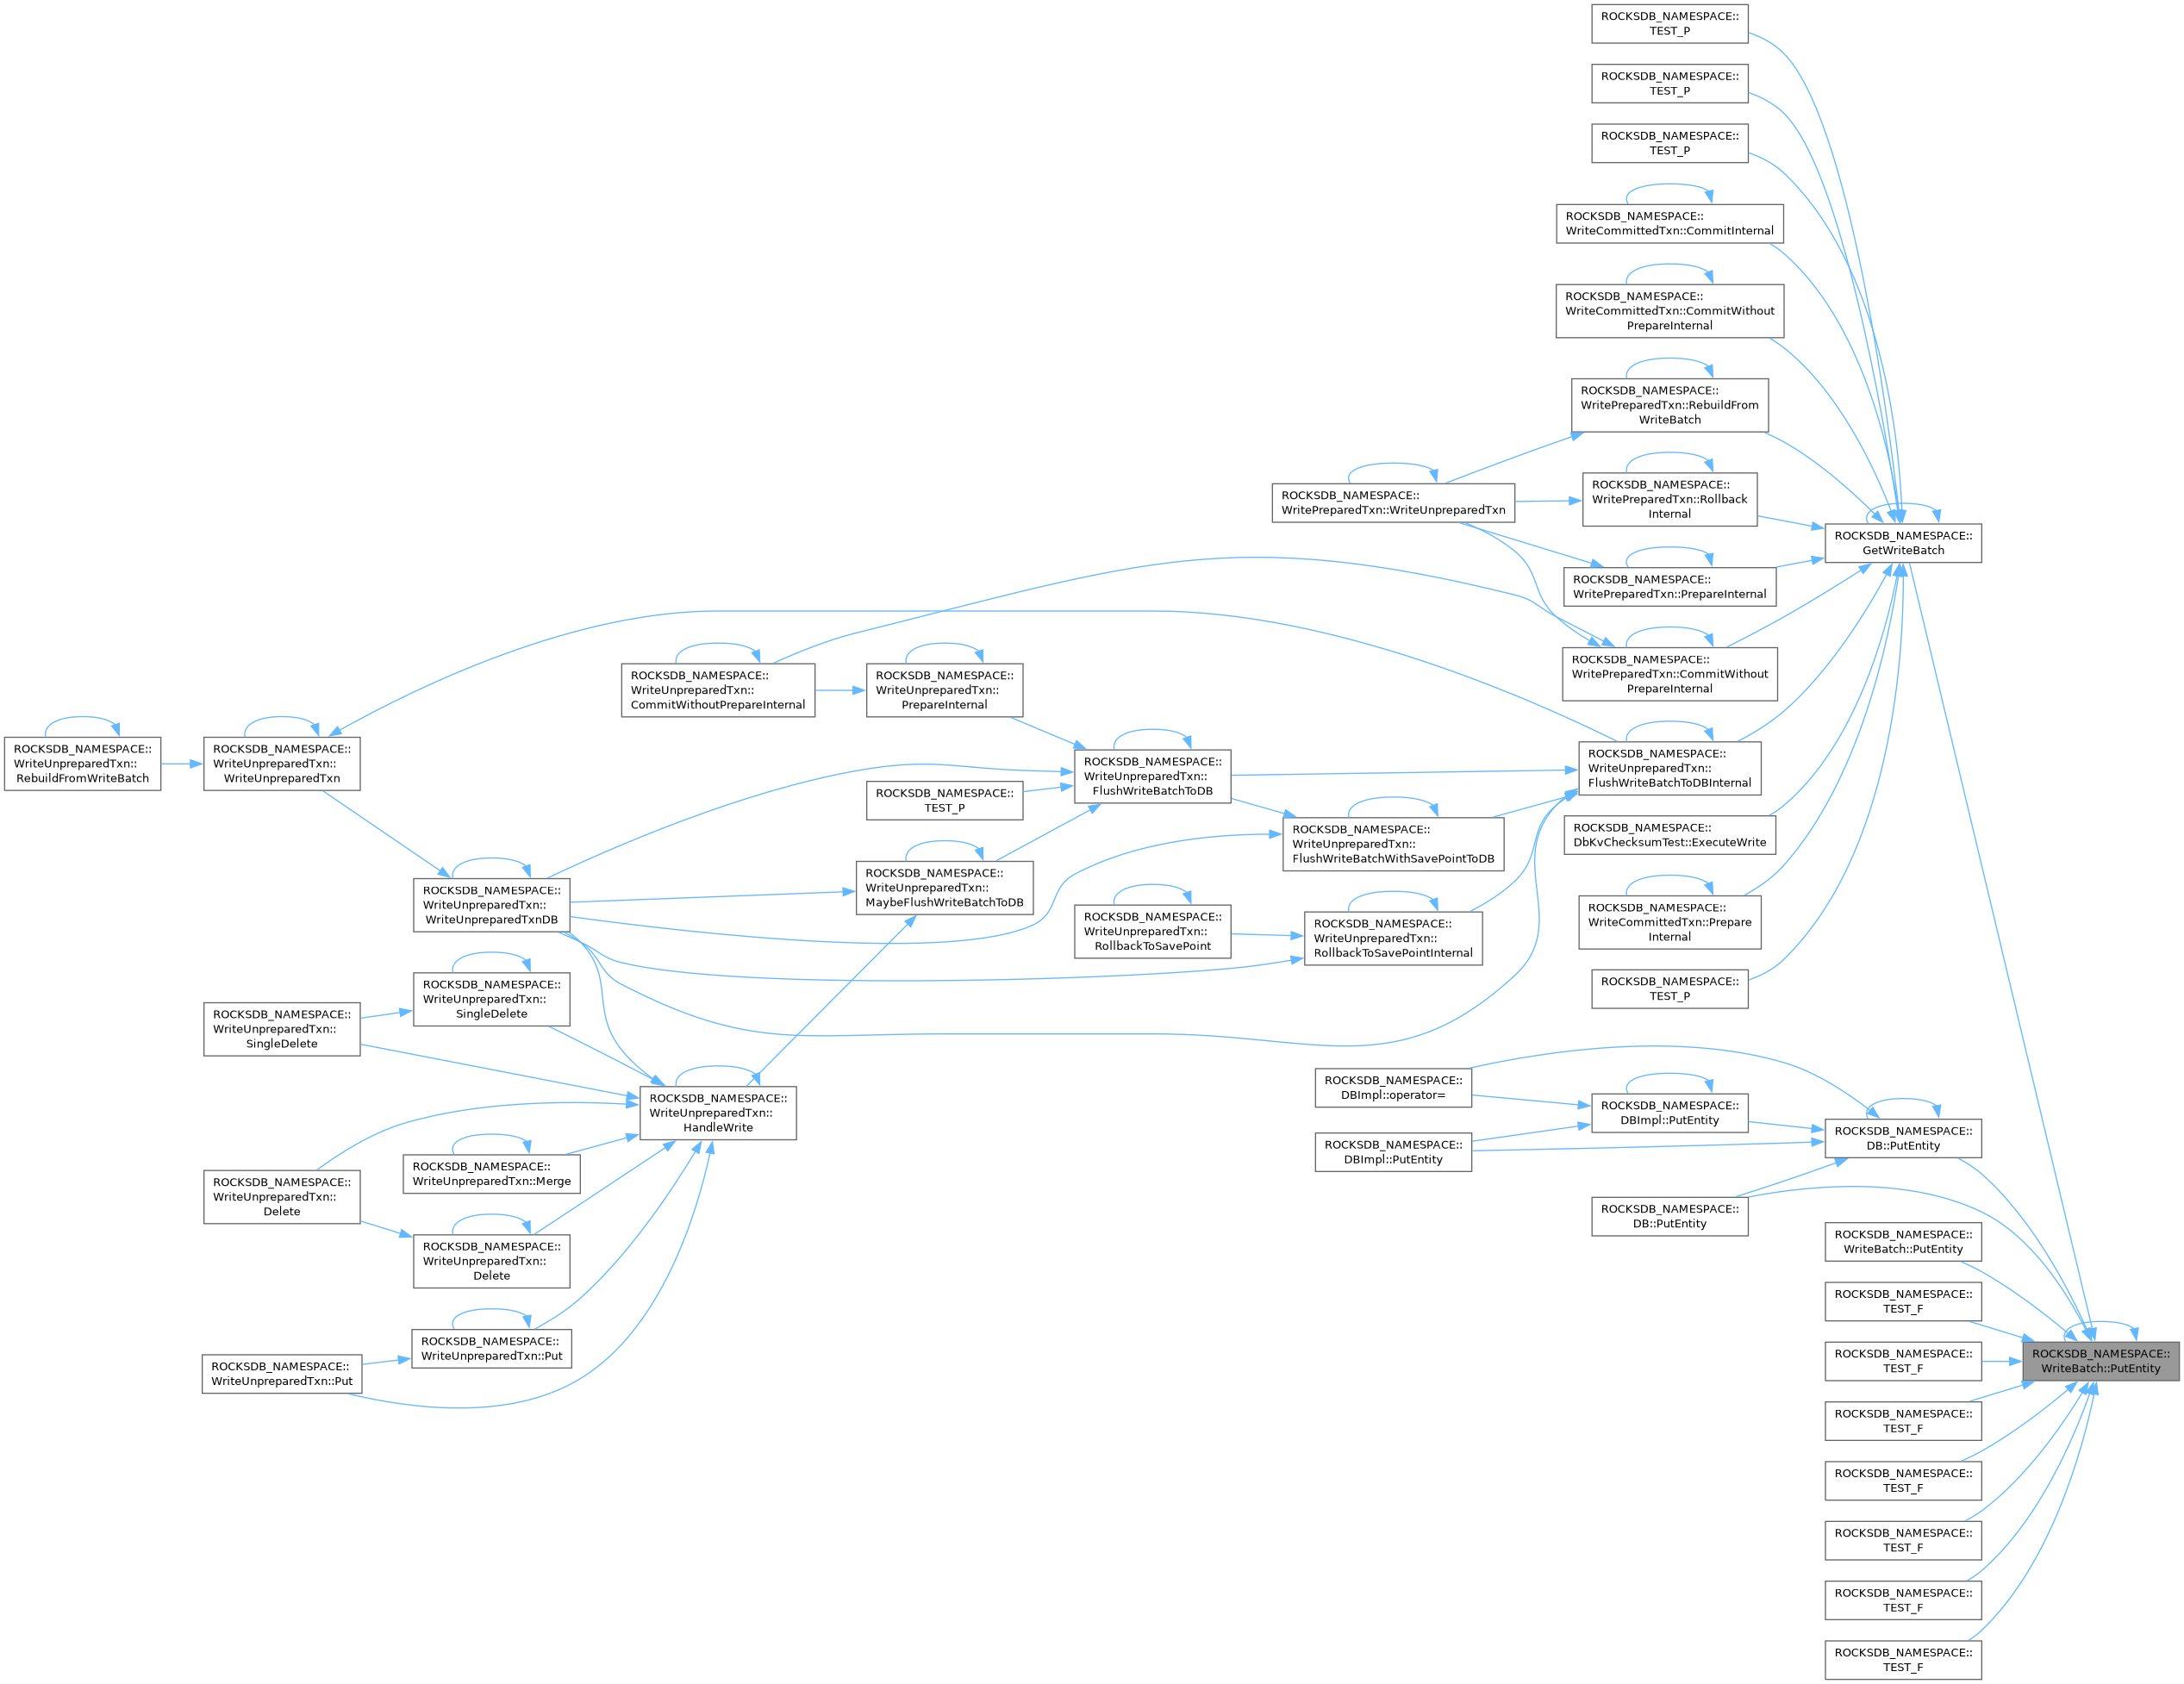 ROCKSDB_NAMESPACE::
TEST_P
ROCKSDB_NAMESPACE::
TEST_P
ROCKSDB_NAMESPACE::
TEST_P
ROCKSDB_NAMESPACE::
WriteCommittedTxn::CommitInternal
ROCKSDB_NAMESPACE::
WriteCommittedTxn::CommitWithout
PrepareInternal
ROCKSDB_NAMESPACE::
WritePreparedTxn::RebuildFrom
WriteBatch
ROCKSDB_NAMESPACE::
WritePreparedTxn::Rollback
Internal
ROCKSDB_NAMESPACE::
WritePreparedTxn::WriteUnpreparedTxn
ROCKSDB_NAMESPACE::
GetWriteBatch
ROCKSDB_NAMESPACE::
WritePreparedTxn::PrepareInternal
ROCKSDB_NAMESPACE::
WritePreparedTxn::CommitWithout
PrepareInternal
ROCKSDB_NAMESPACE::
WriteUnpreparedTxn::
CommitWithoutPrepareInternal
ROCKSDB_NAMESPACE::
WriteUnpreparedTxn::
PrepareInternal
ROCKSDB_NAMESPACE::
WriteUnpreparedTxn::
RebuildFromWriteBatch
ROCKSDB_NAMESPACE::
WriteUnpreparedTxn::
WriteUnpreparedTxn
ROCKSDB_NAMESPACE::
WriteUnpreparedTxn::
FlushWriteBatchToDB
ROCKSDB_NAMESPACE::
WriteUnpreparedTxn::
FlushWriteBatchToDBInternal
ROCKSDB_NAMESPACE::
TEST_P
ROCKSDB_NAMESPACE::
WriteUnpreparedTxn::
FlushWriteBatchWithSavePointToDB
ROCKSDB_NAMESPACE::
DbKvChecksumTest::ExecuteWrite
ROCKSDB_NAMESPACE::
WriteUnpreparedTxn::
MaybeFlushWriteBatchToDB
ROCKSDB_NAMESPACE::
WriteUnpreparedTxn::
WriteUnpreparedTxnDB
ROCKSDB_NAMESPACE::
WriteUnpreparedTxn::
RollbackToSavePoint
ROCKSDB_NAMESPACE::
WriteUnpreparedTxn::
RollbackToSavePointInternal
ROCKSDB_NAMESPACE::
WriteCommittedTxn::Prepare
Internal
ROCKSDB_NAMESPACE::
TEST_P
ROCKSDB_NAMESPACE::
WriteUnpreparedTxn::
SingleDelete
ROCKSDB_NAMESPACE::
WriteUnpreparedTxn::
SingleDelete
ROCKSDB_NAMESPACE::
WriteUnpreparedTxn::
HandleWrite
ROCKSDB_NAMESPACE::
DBImpl::operator=
ROCKSDB_NAMESPACE::
DBImpl::PutEntity
ROCKSDB_NAMESPACE::
DB::PutEntity
ROCKSDB_NAMESPACE::
DBImpl::PutEntity
ROCKSDB_NAMESPACE::
WriteUnpreparedTxn::Merge
ROCKSDB_NAMESPACE::
WriteUnpreparedTxn::
Delete
ROCKSDB_NAMESPACE::
DB::PutEntity
ROCKSDB_NAMESPACE::
WriteUnpreparedTxn::
Delete
ROCKSDB_NAMESPACE::
WriteBatch::PutEntity
ROCKSDB_NAMESPACE::
TEST_F
ROCKSDB_NAMESPACE::
WriteUnpreparedTxn::Put
ROCKSDB_NAMESPACE::
WriteUnpreparedTxn::Put
ROCKSDB_NAMESPACE::
TEST_F
ROCKSDB_NAMESPACE::
WriteBatch::PutEntity
ROCKSDB_NAMESPACE::
TEST_F
ROCKSDB_NAMESPACE::
TEST_F
ROCKSDB_NAMESPACE::
TEST_F
ROCKSDB_NAMESPACE::
TEST_F
ROCKSDB_NAMESPACE::
TEST_F